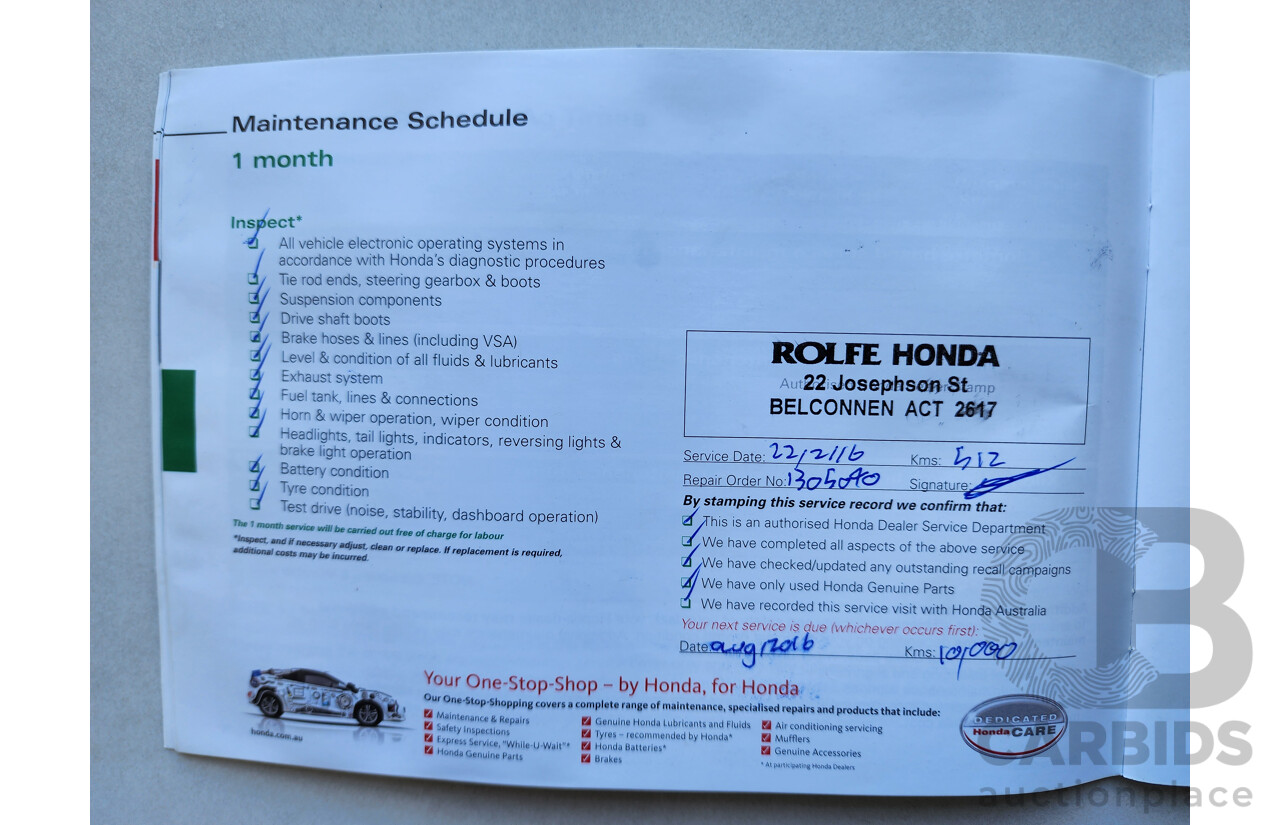 Maintenance Schedule
1 month
Inspect*
All vehicle electronic operating systems in
accordance with Honda's diagnostic procedures
Tie rod ends, steering gearbox & boots
Suspension components
Drive shaft boots
Brake hoses & lines (including VSA)
Level & condition of all fluids & lubricants
Exhaust system
Fuel tank, lines & connections
Horn & wiper operation, wiper condition
Headlights, tail lights, indicators, reversing lights &
brake light operation
Battery condition
Tyre condition
Test drive (noise, stability, dashboard operation)
The 1 month service will be carried out free of charge for labour
*Inspect, and if necessary adjust, clean or replace. If replacement is required,
additional costs may be incurred.
ROLFE HONDA
22 Josephson St
BELCONNEN ACT 2617
Service Date: 22/2/16 Kms: 512
Repair Order No: Signature:
By stamping this service record we confirm that:
This is an authorised Honda Dealer Service Department
We have completed all aspects of the above service
We have checked/updated any outstanding recall campaigns
We have only used Honda Genuine Parts
We have recorded this service visit with Honda Australia
Your next service is due (whichever occurs first):
Date: aug/2016 Kms: 10,000
Your One-Stop-Shop – by Honda, for Honda
Our One-Stop-Shopping covers a complete range of maintenance, specialised repairs and products that include:
Maintenance & Repairs
Safety Inspections
Express Service, "While-U-Wait"*
Honda Genuine Parts
Genuine Honda Lubricants and Fluids
Tyres – recommended by Honda*
Honda Batteries*
Brakes
Air conditioning servicing
Mufflers
Genuine Accessories
* At participating Honda Dealers
honda.com.au
DEDICATED
HondaCARE
CARBIDS
auctionplace